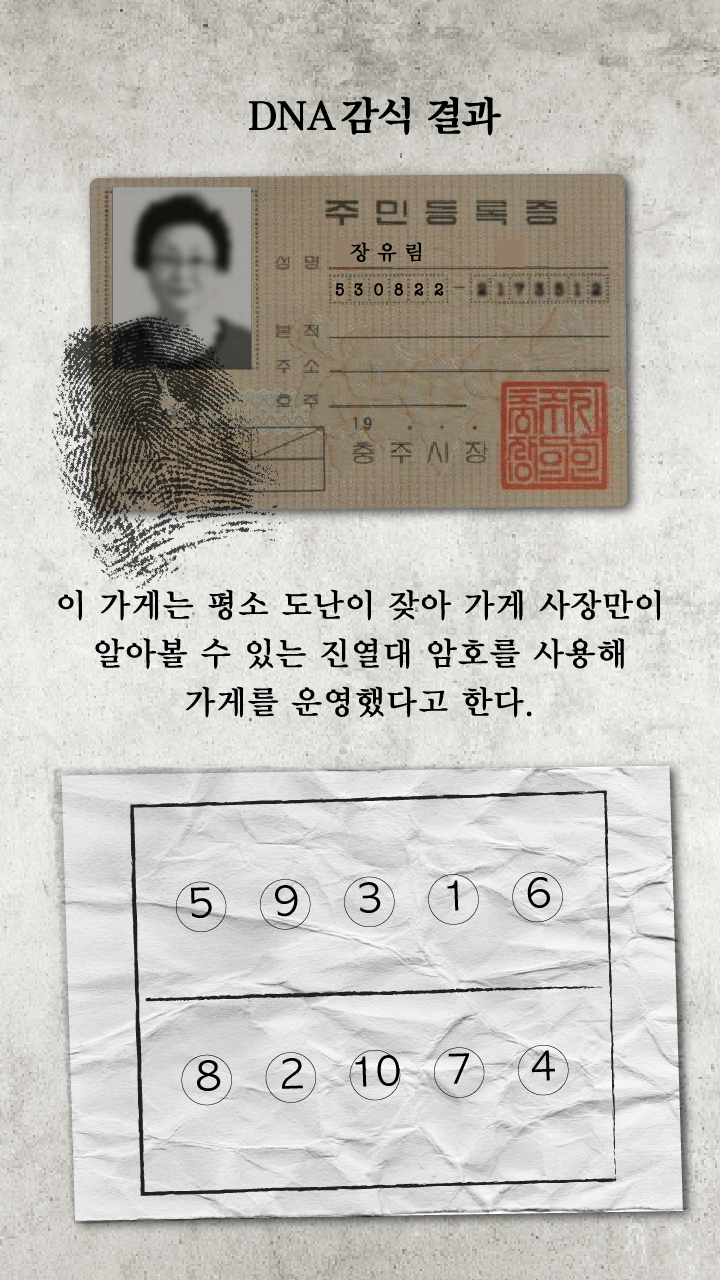 DNA감식 결과
주민등록증
성 명 장유림
530822-
본 적
주 소
호 주
19 . . .
충주시장
이 가게는 평소 도난이 잦아 가게 사장만이
알아볼 수 있는 진열대 암호를 사용해
가게를 운영했다고 한다.
5 9 3 1 6
8 2 10 7 4